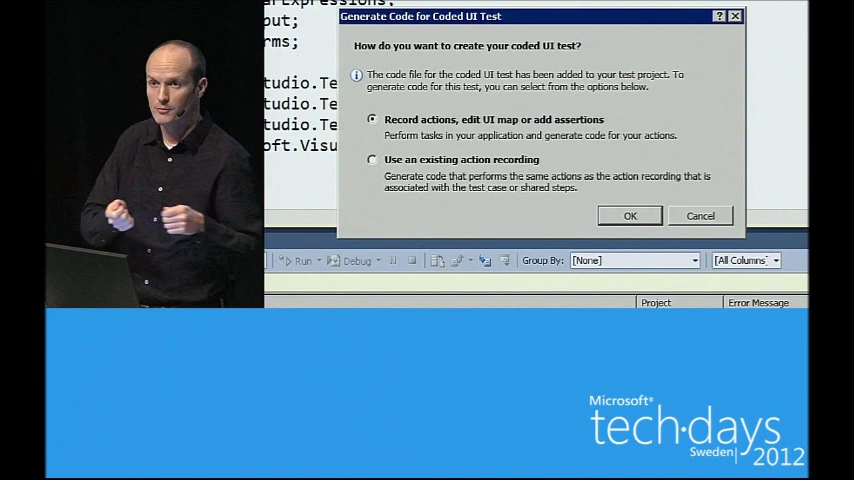 Generate Code for Coded UI Test
How do you want to create your coded UI test?
The code file for the coded UI test has been added to your test project. To
generate code for this test, you can select from the options below.
Record actions, edit UI map or add assertions
Perform tasks in your application and generate code for your actions.
Use an existing action recording
Generate code that performs the same actions as the action recording that is
associated with the test case or shared steps.
OK Cancel
put;
rms;
tudio.Te
tudio.Te
tudio.Te
oft.Visu
Run Debug Group By: [None] [All Columns]
Project Error Message
Microsoft®
tech·days
Sweden| 2012